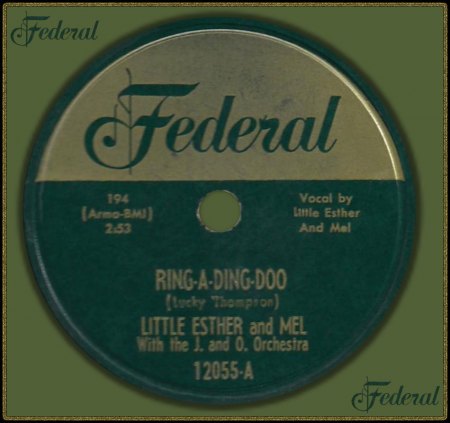 Federal
Federal
194
(Armo-BMI)
2:53
Vocal by
Little Esther
And Mel
RING-A-DING-DOO
(Lucky Thompson)
LITTLE ESTHER and MEL
With the J. and O. Orchestra
12055-A
Federal